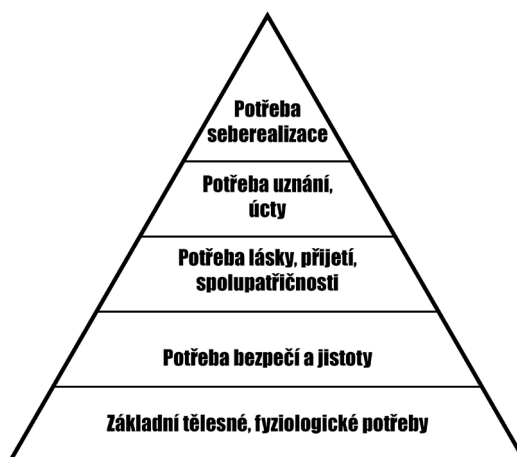 Potřeba
seberealizace
Potřeba uznání,
úcty
Potřeba lásky, přijetí,
spolupatřičnosti
Potřeba bezpečí a jistoty
Základní tělesné, fyziologické potřeby